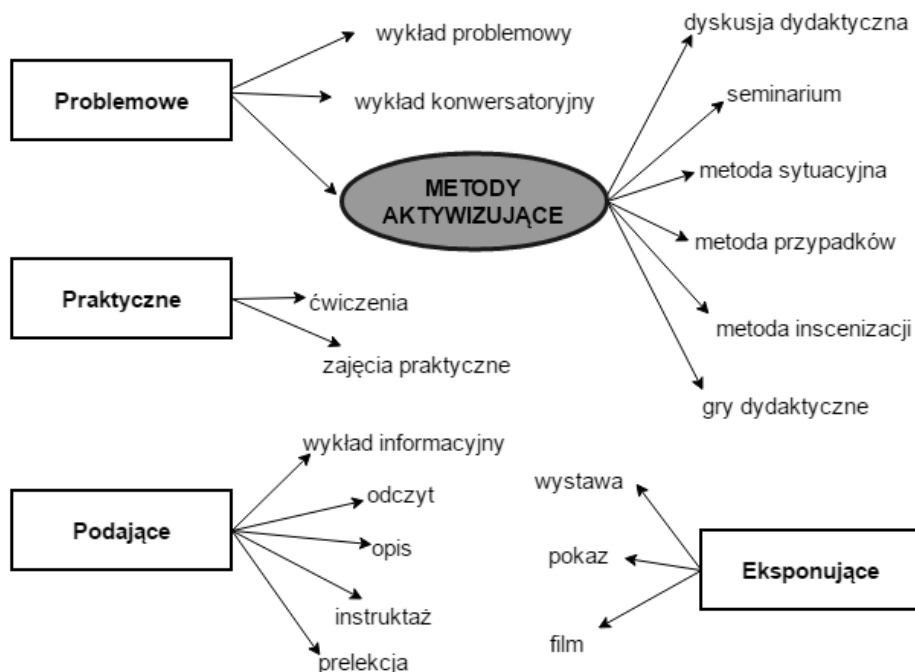 Problemowe
wykład problemowy
wykład konwersatoryjny
METODY
AKTYWIZUJĄCE
dyskusja dydaktyczna
seminarium
metoda sytuacyjna
metoda przypadków
metoda inscenizacji
gry dydaktyczne
Praktyczne
ćwiczenia
zajęcia praktyczne
Podające
wykład informacyjny
odczyt
opis
instruktaż
prelekcja
Eksponujące
wystawa
pokaz
film